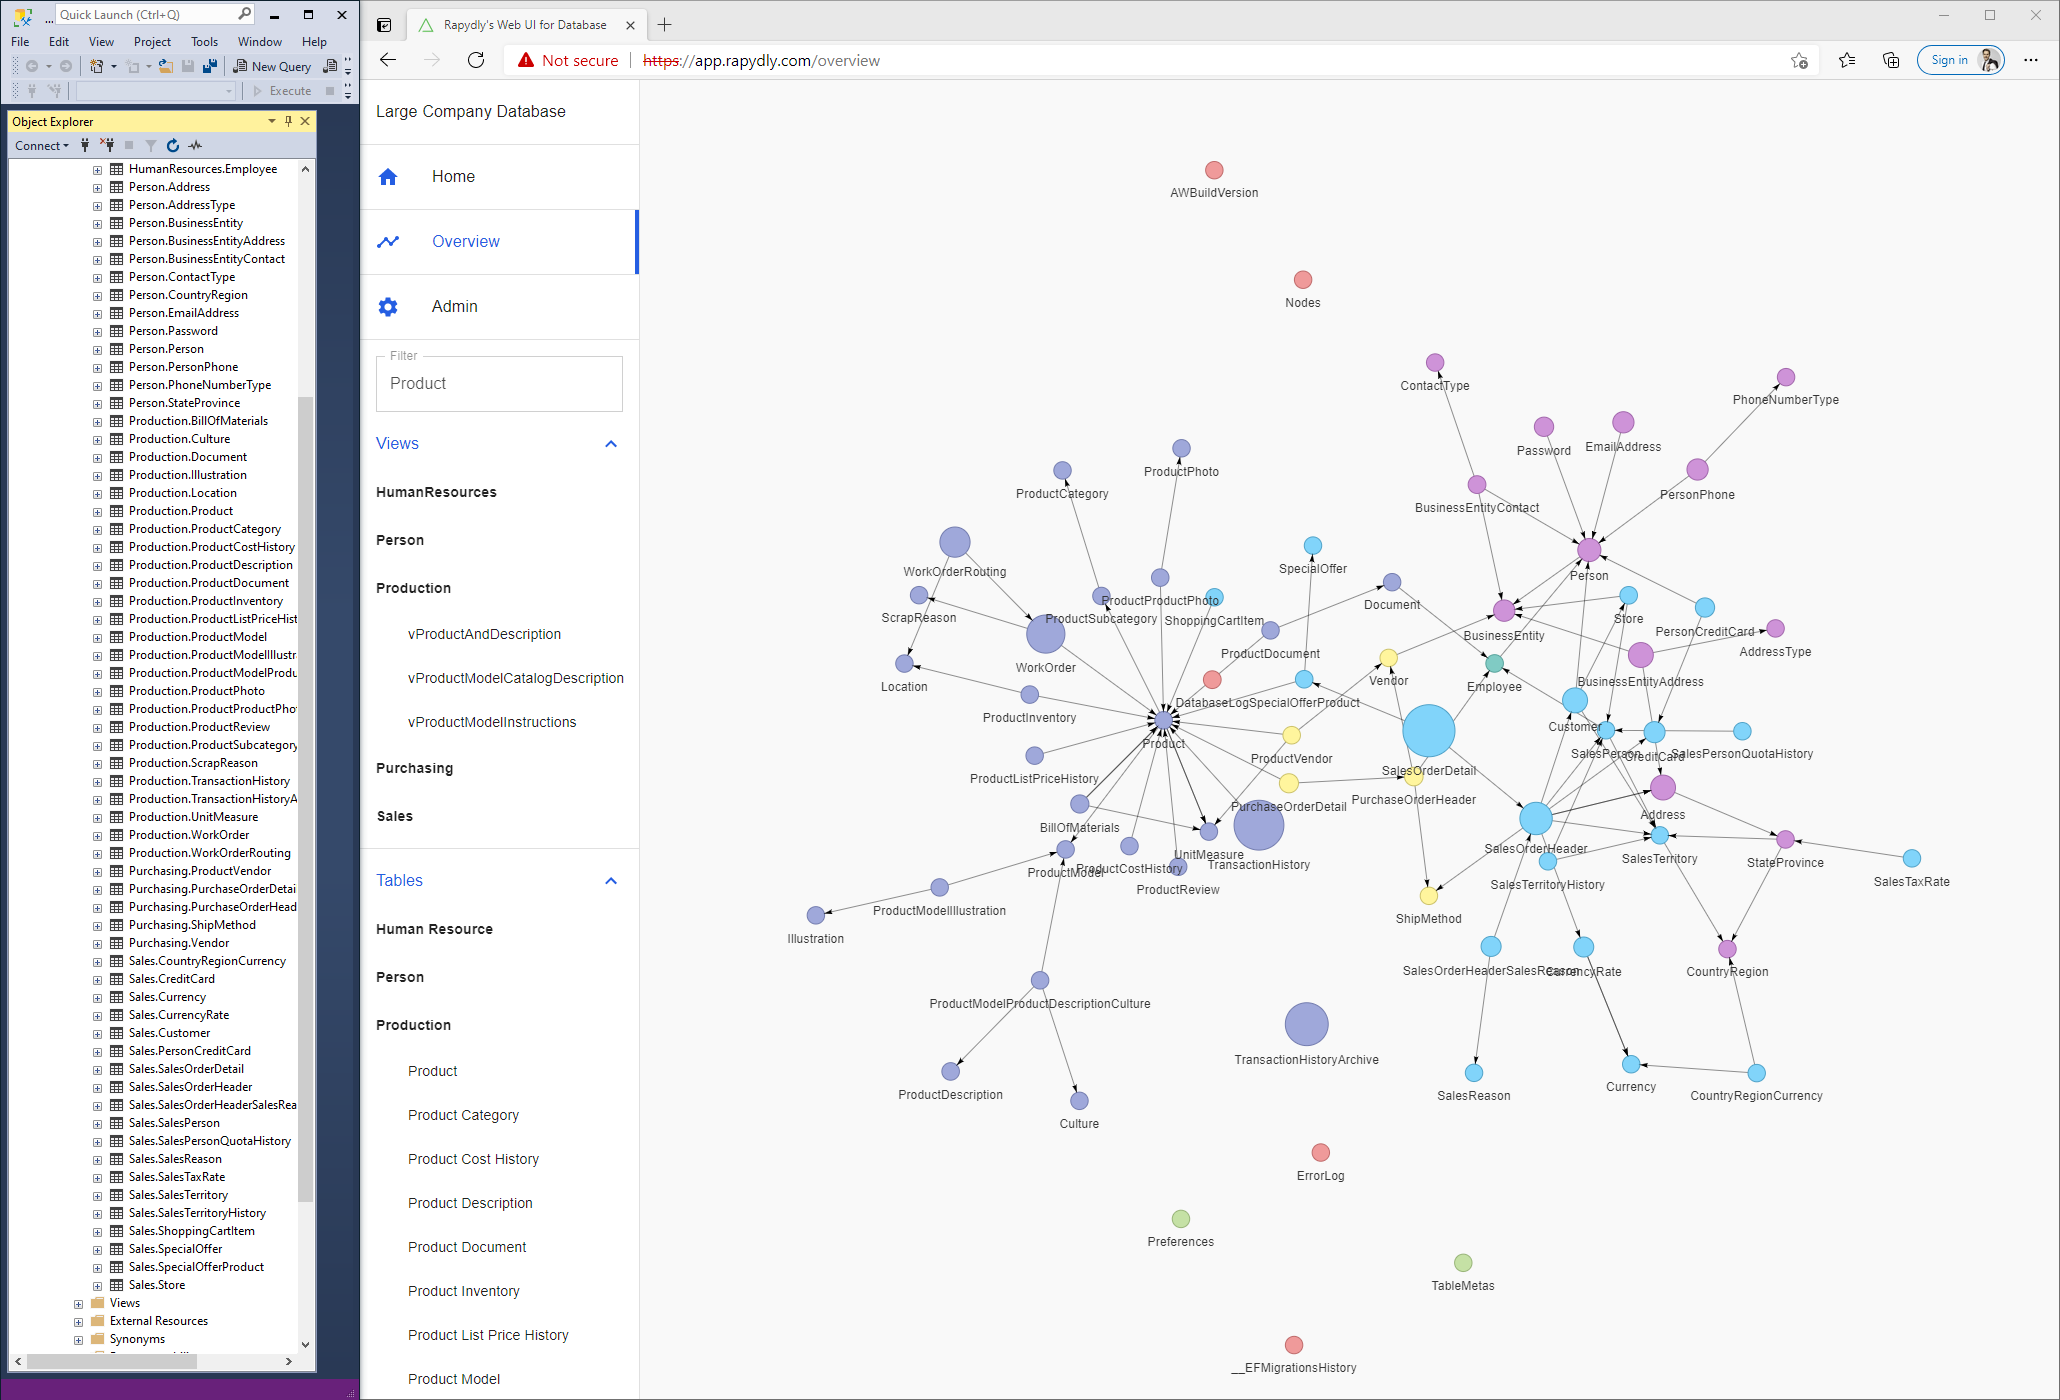 Quick Launch (Ctrl+Q)
File Edit View Project Tools Window Help
New Query
Execute
Object Explorer
Connect
HumanResources.Employee
Person.Address
Person.AddressType
Person.BusinessEntity
Person.BusinessEntityAddress
Person.BusinessEntityContact
Person.ContactType
Person.CountryRegion
Person.EmailAddress
Person.Password
Person.Person
Person.PersonPhone
Person.PhoneNumberType
Person.StateProvince
Production.BillOfMaterials
Production.Culture
Production.Document
Production.Illustration
Production.Location
Production.Product
Production.ProductCategory
Production.ProductCostHistory
Production.ProductDescription
Production.ProductDocument
Production.ProductInventory
Production.ProductListPriceHist
Production.ProductModel
Production.ProductModelIllustr
Production.ProductModelProdu
Production.ProductPhoto
Production.ProductProductPho
Production.ProductReview
Production.ProductSubcategory
Production.ScrapReason
Production.TransactionHistory
Production.TransactionHistoryA
Production.UnitMeasure
Production.WorkOrder
Production.WorkOrderRouting
Purchasing.ProductVendor
Purchasing.PurchaseOrderDetai
Purchasing.PurchaseOrderHead
Purchasing.ShipMethod
Purchasing.Vendor
Sales.CountryRegionCurrency
Sales.CreditCard
Sales.Currency
Sales.CurrencyRate
Sales.Customer
Sales.PersonCreditCard
Sales.SalesOrderDetail
Sales.SalesOrderHeader
Sales.SalesOrderHeaderSalesRea
Sales.SalesPerson
Sales.SalesPersonQuotaHistory
Sales.SalesReason
Sales.SalesTaxRate
Sales.SalesTerritory
Sales.SalesTerritoryHistory
Sales.ShoppingCartItem
Sales.SpecialOffer
Sales.SpecialOfferProduct
Sales.Store
Views
External Resources
Synonyms
Rapydly's Web UI for Database
Not secure https://app.rapydly.com/overview
Sign in
Large Company Database
Home
Overview
Admin
Filter
Product
Views
HumanResources
Person
Production
vProductAndDescription
vProductModelCatalogDescription
vProductModelInstructions
Purchasing
Sales
Tables
Human Resource
Person
Production
Product
Product Category
Product Cost History
Product Description
Product Document
Product Inventory
Product List Price History
Product Model
AWBuildVersion
Nodes
ContactType
PhoneNumberType
Password
EmailAddress
ProductPhoto
ProductCategory
PersonPhone
BusinessEntityContact
SpecialOffer
WorkOrderRouting
Person
ProductProductPhoto
Document
ScrapReason
ProductSubcategory
ShoppingCartItem
Store
PersonCreditCard
BusinessEntity
ProductDocument
AddressType
WorkOrder
Vendor
Employee
BusinessEntityAddress
Location
DatabaseLog
SpecialOfferProduct
ProductInventory
Customer
Product
SalesPerson
CreditCard
SalesPersonQuotaHistory
ProductVendor
SalesOrderDetail
ProductListPriceHistory
PurchaseOrderHeader
PurchaseOrderDetail
Address
BillOfMaterials
SalesOrderHeader
UnitMeasure
SalesTerritory
StateProvince
TransactionHistory
ProductModel
ProductCostHistory
ProductReview
SalesTerritoryHistory
SalesTaxRate
ProductModelIllustration
ShipMethod
Illustration
SalesOrderHeaderSalesReason
CurrencyRate
CountryRegion
ProductModelProductDescriptionCulture
TransactionHistoryArchive
ProductDescription
SalesReason
Currency
CountryRegionCurrency
Culture
ErrorLog
Preferences
TableMetas
__EFMigrationsHistory